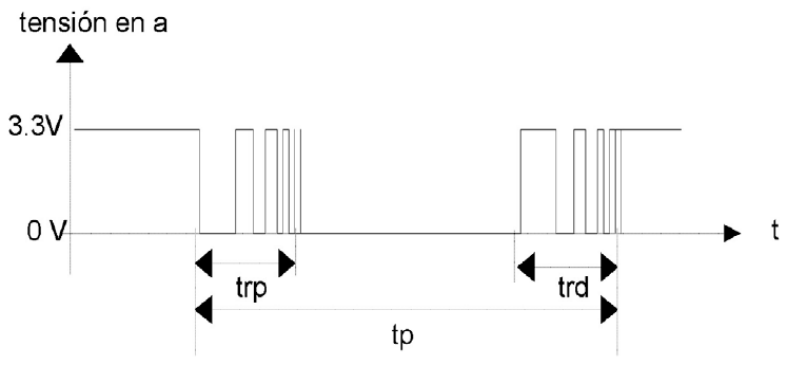 tensión en a
3.3V
0 V
t
trp
trd
tp